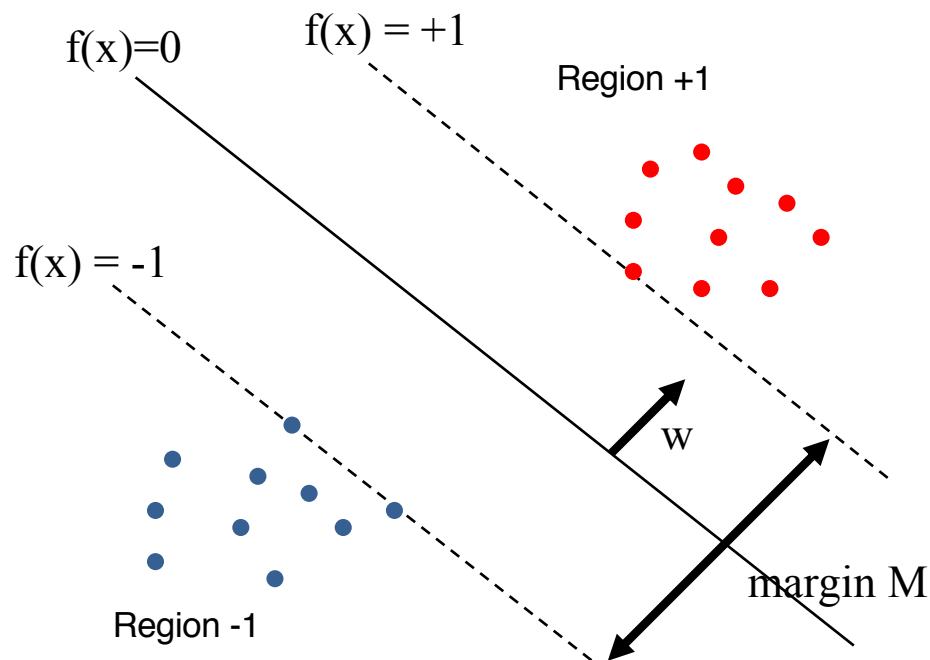 f(x) = +1
f(x)=0
Region +1
f(x) = -1
w
margin M
Region -1